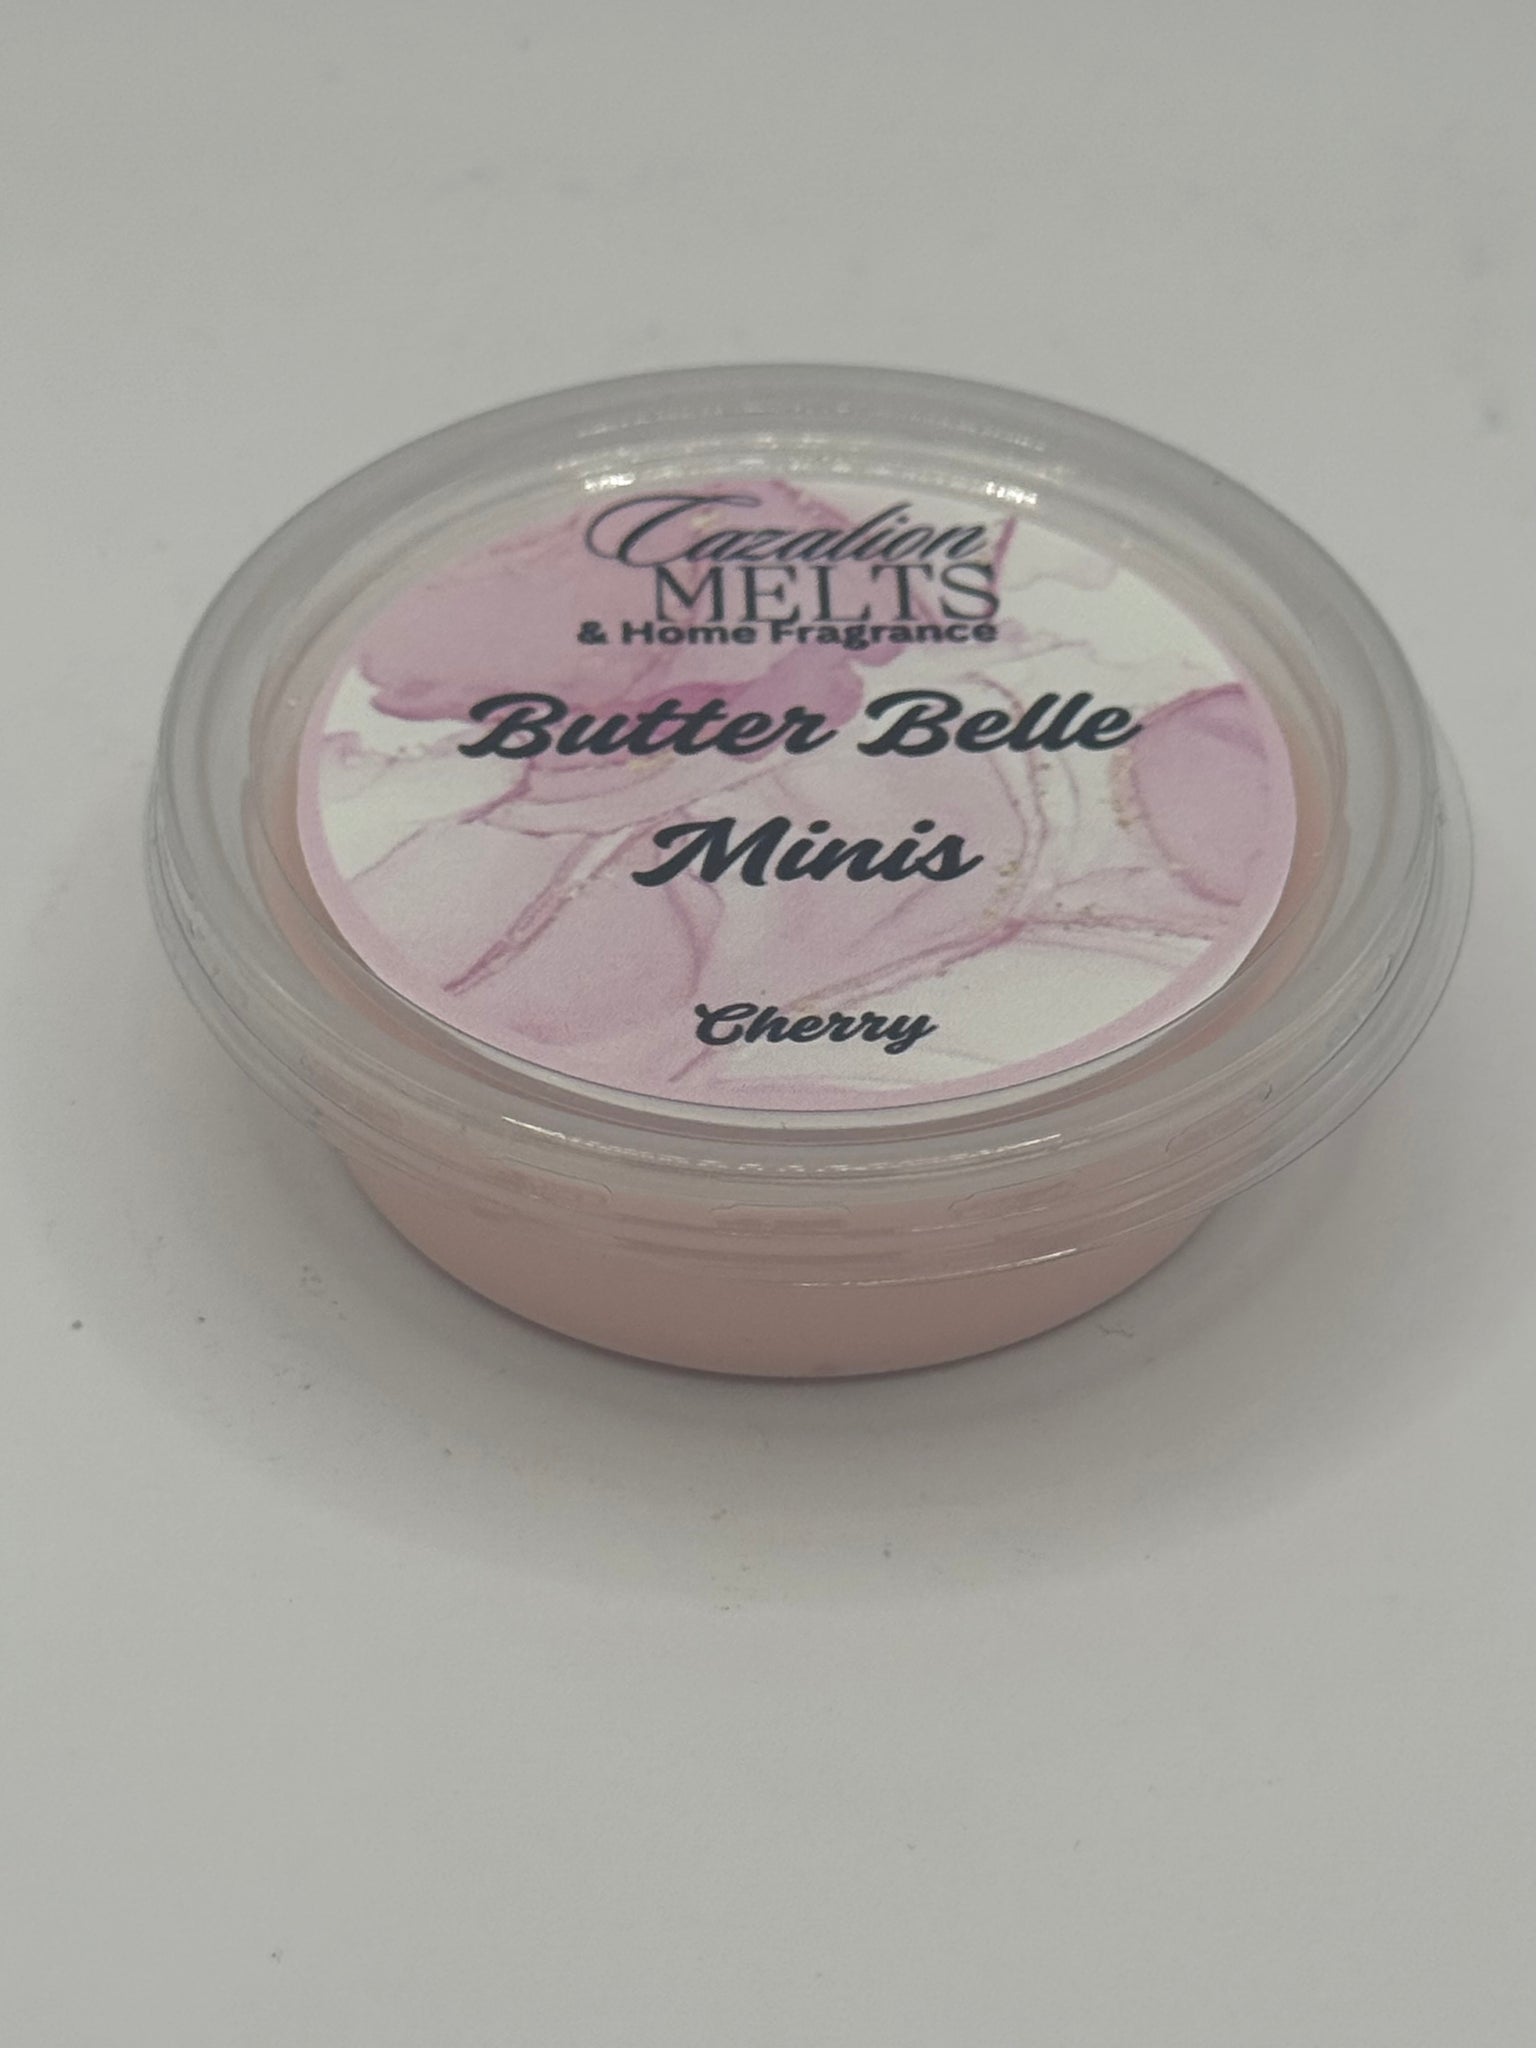 Cazalion
MELTS
& Home Fragrance
Butter Belle
Minis
Cherry